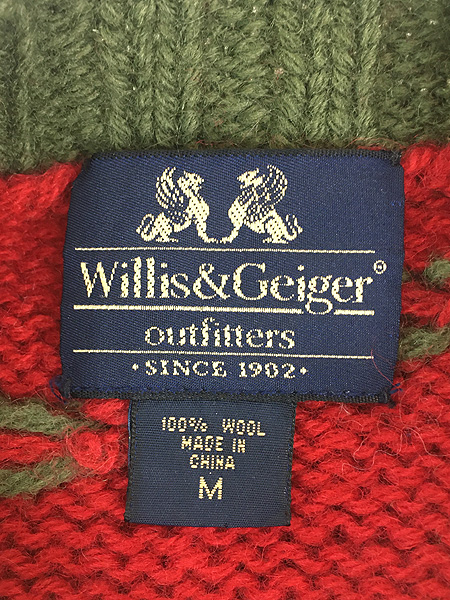 Willis&Geiger®
outfitters
· SINCE 1902 ·
100% WOOL
MADE IN
CHINA
M